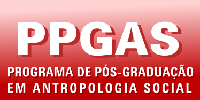 PPGAS
PROGRAMA DE PÓS-GRADUAÇÃO
EM ANTROPOLOGIA SOCIAL